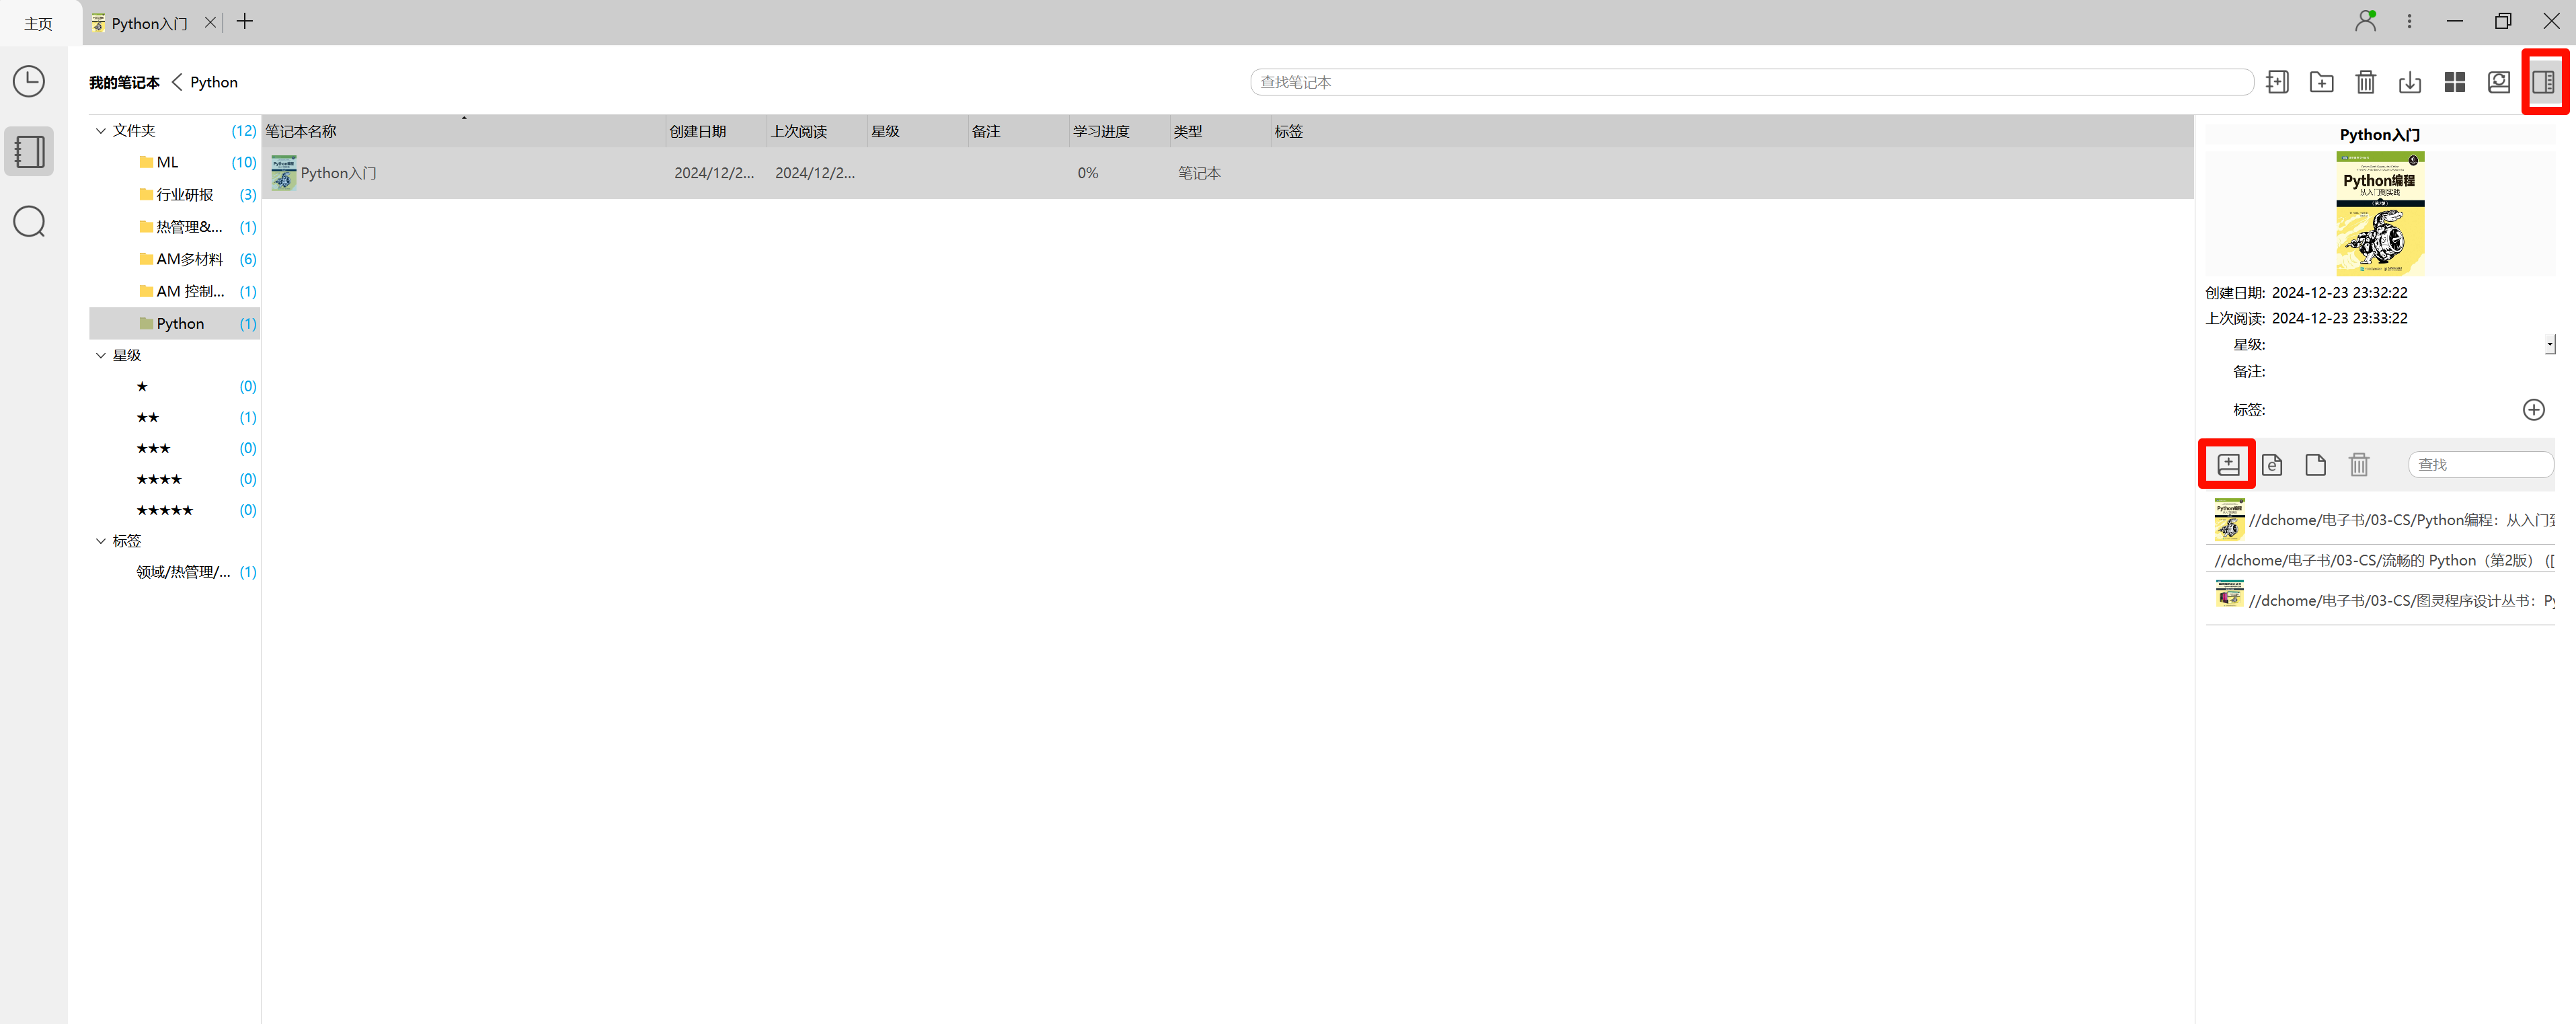 主页
Python入门
我的笔记本
Python
查找笔记本
文件夹 (12)
ML (10)
行业研报 (3)
热管理&... (1)
AM多材料 (6)
AM 控制... (1)
Python (1)
星级
★ (0)
★★ (1)
★★★ (0)
★★★★ (0)
★★★★★ (0)
标签
领域/热管理/... (1)
笔记本名称 创建日期 上次阅读 星级 备注 学习进度 类型 标签
Python入门 2024/12/2... 2024/12/2... 0% 笔记本
Python入门
Python编程
从入门到实践
创建日期: 2024-12-23 23:32:22
上次阅读: 2024-12-23 23:33:22
星级:
备注:
标签:
查找
//dchome/电子书/03-CS/Python编程：从入门到
//dchome/电子书/03-CS/流畅的 Python（第2版） ([
//dchome/电子书/03-CS/图灵程序设计丛书：Py